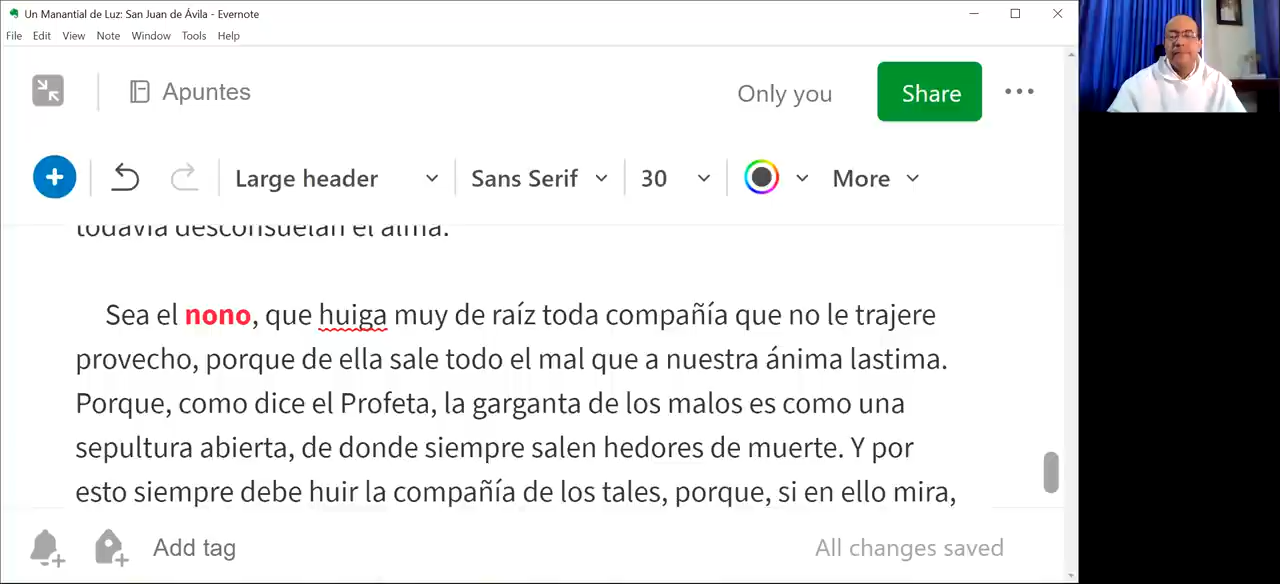 Un Manantial de Luz: San Juan de Ávila - Evernote
File Edit View Note Window Tools Help
Apuntes
Only you
Share
Large header
Sans Serif
30
More
todavía desconsuelan el alma.
Sea el nono, que huiga muy de raíz toda compañía que no le trajere
provecho, porque de ella sale todo el mal que a nuestra ánima lastima.
Porque, como dice el Profeta, la garganta de los malos es como una
sepultura abierta, de donde siempre salen hedores de muerte. Y por
esto siempre debe huir la compañía de los tales, porque, si en ello mira,
Add tag
All changes saved